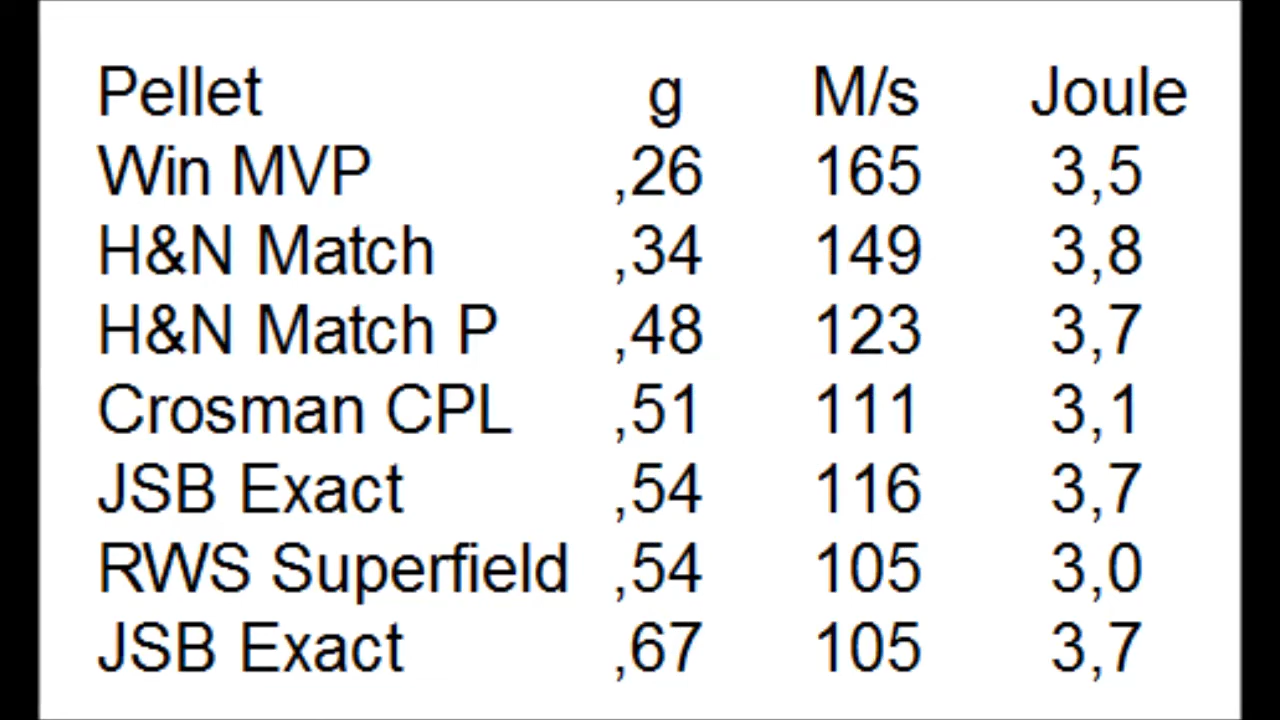 Pellet g M/s Joule
Win MVP ,26 165 3,5
H&N Match ,34 149 3,8
H&N Match P ,48 123 3,7
Crosman CPL ,51 111 3,1
JSB Exact ,54 116 3,7
RWS Superfield ,54 105 3,0
JSB Exact ,67 105 3,7